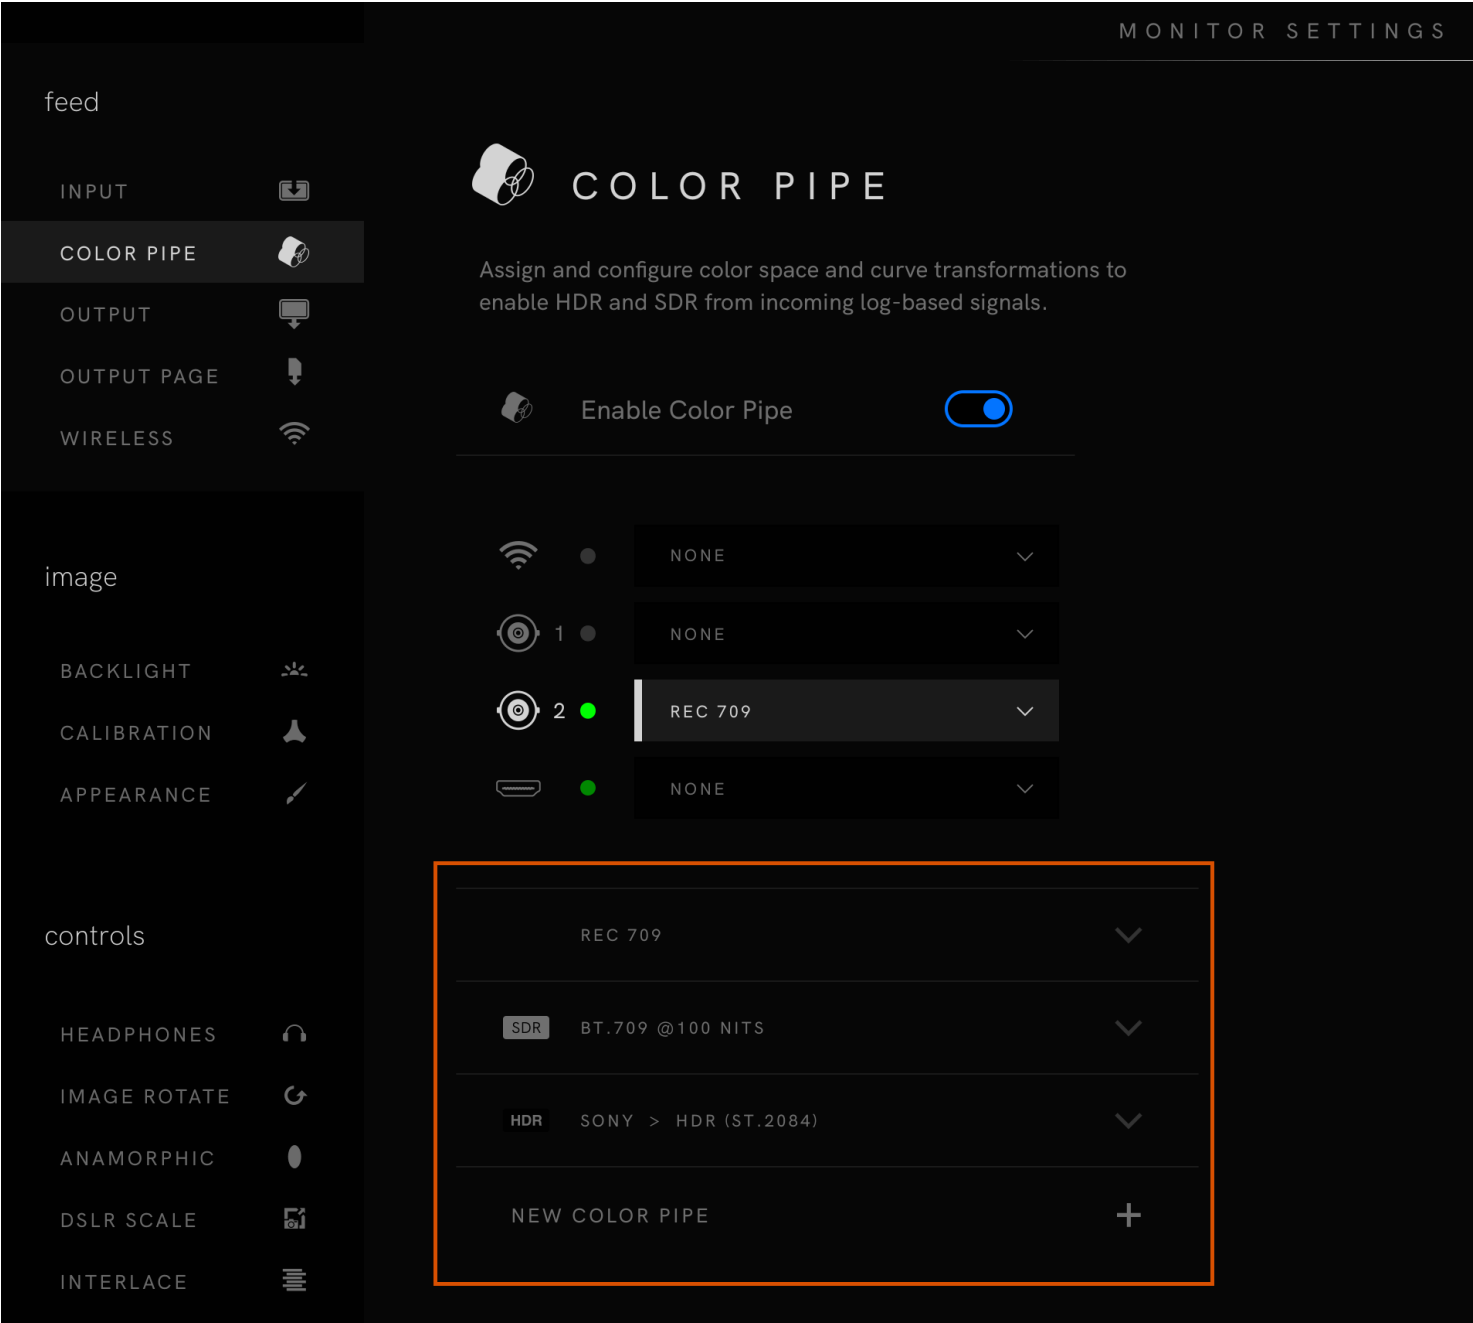 MONITOR SETTINGS
feed
INPUT
COLOR PIPE
OUTPUT
OUTPUT PAGE
WIRELESS
image
BACKLIGHT
CALIBRATION
APPEARANCE
controls
HEADPHONES
IMAGE ROTATE
ANAMORPHIC
DSLR SCALE
INTERLACE
COLOR PIPE
Assign and configure color space and curve transformations to
enable HDR and SDR from incoming log-based signals.
Enable Color Pipe
NONE
1 NONE
2 REC 709
NONE
REC 709
SDR BT.709 @100 NITS
HDR SONY > HDR (ST.2084)
NEW COLOR PIPE